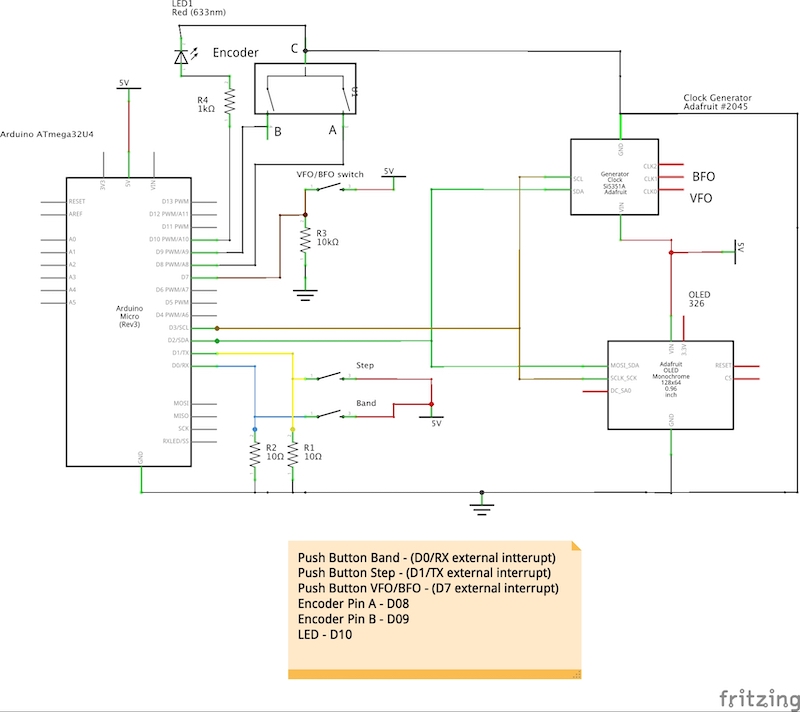 LED1
Red (633nm)
Encoder
C
R4
1kΩ
U1
B
A
5V
Arduino ATmega32U4
Clock Generator
Adafruit #2045
VFO/BFO switch
5V
GND
Generator
Clock
Si5351A
Adafruit
SCL
SDA
CLK2
CLK1
CLK0
VIN
BFO
VFO
3V3
5V
VIN
RESET
AREF
A0
A1
A2
A3
A4
A5
D13 PWM
D12 PWM/A11
D11 PWM
D10 PWM/A10
D9 PWM/A9
D8 PWM/A8
D7
D6 PWM/A7
D5 PWM
D4 PWM/A6
D3/SCL
D2/SDA
D1/TX
D0/RX
MOSI
MISO
SCK
RXLED/SS
GND
Arduino
Micro
(Rev3)
R3
10kΩ
5V
OLED
326
VIN
3.3V
Adafruit
OLED
Monochrome
128x64
0.96
inch
MOSI_SDA
SCLK_SCK
DC_SA0
RESET
CS
GND
Step
Band
5V
R2
10Ω
R1
10Ω
Push Button Band - (D0/RX external intterupt)
Push Button Step - (D1/TX external interrupt)
Push Button VFO/BFO - (D7 external interrupt)
Encoder Pin A - D08
Encoder Pin B - D09
LED - D10
fritzing